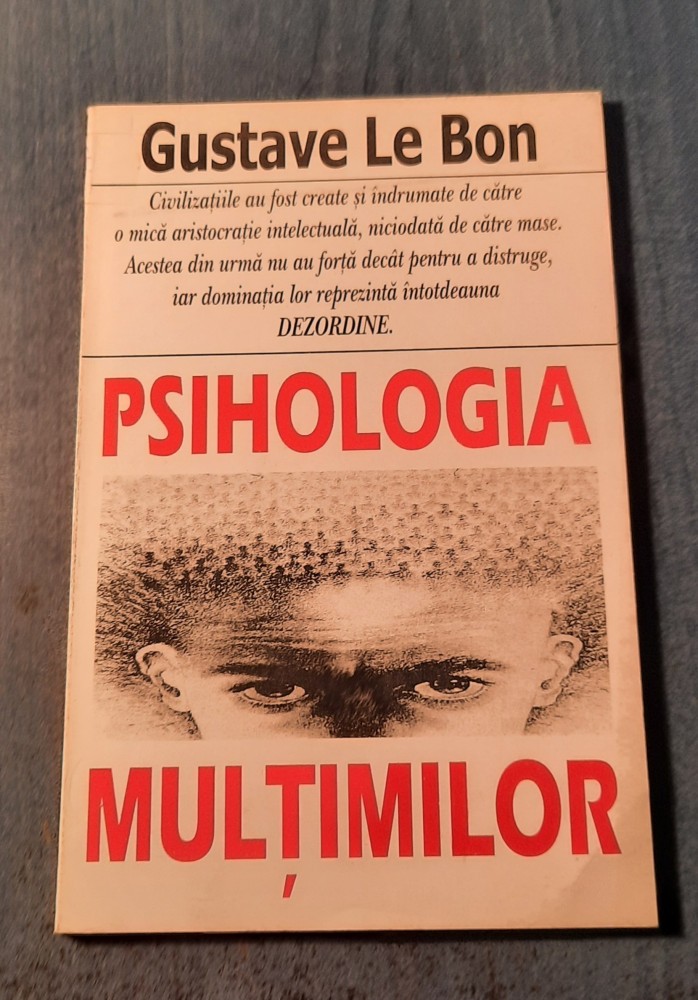 Gustave Le Bon
Civilizațiile au fost create și îndrumate de către
o mică aristocrație intelectuală, niciodată de către mase.
Acestea din urmă nu au forță decât pentru a distruge,
iar dominația lor reprezintă întotdeauna
DEZORDINE.
PSIHOLOGIA
MULȚIMILOR